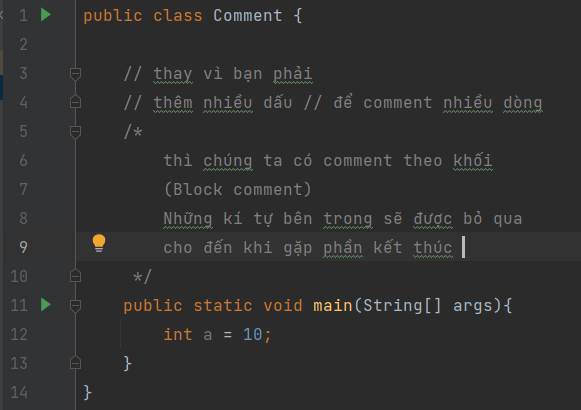 1 public class Comment {
2
3 // thay vì bạn phải
4 // thêm nhiều dấu // để comment nhiều dòng
5 /*
6 thì chúng ta có comment theo khối
7 (Block comment)
8 Những kí tự bên trong sẽ được bỏ qua
9 cho đến khi gặp phần kết thúc
10 */
11 public static void main(String[] args){
12 int a = 10;
13 }
14 }